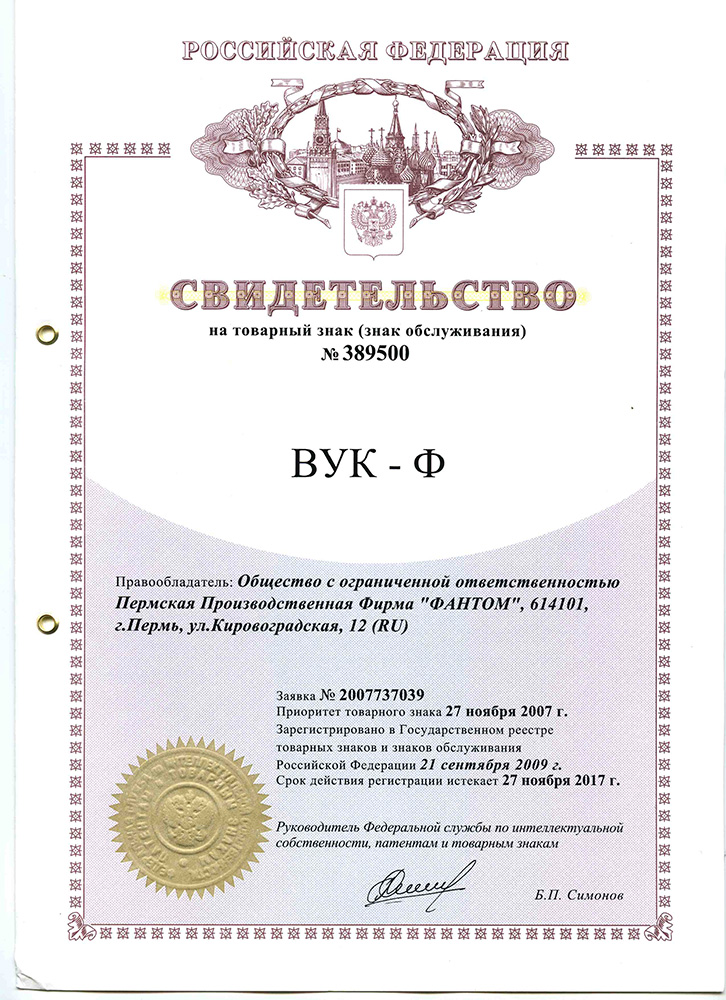 РОССИЙСКАЯ ФЕДЕРАЦИЯ
СВИДЕТЕЛЬСТВО
на товарный знак (знак обслуживания)
№ 389500
ВУК - Ф
Правообладатель: Общество с ограниченной ответственностью
Пермская Производственная Фирма "ФАНТОМ", 614101,
г.Пермь, ул.Кировоградская, 12 (RU)
Заявка № 2007737039
Приоритет товарного знака 27 ноября 2007 г.
Зарегистрировано в Государственном реестре
товарных знаков и знаков обслуживания
Российской Федерации 21 сентября 2009 г.
Срок действия регистрации истекает 27 ноября 2017 г.
Руководитель Федеральной службы по интеллектуальной
собственности, патентам и товарным знакам
Б.П. Симонов